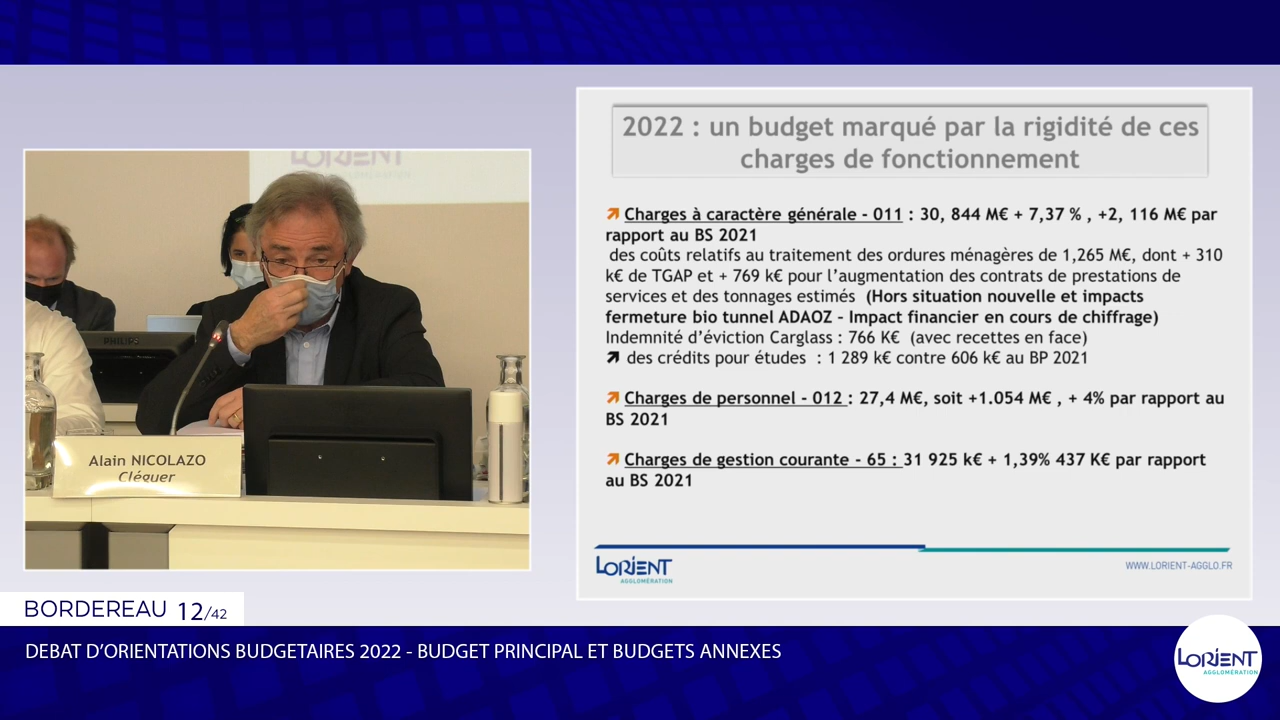 LORIENT
AGGLOMÉRATION
PHILIPS
Alain NICOLAZO
Cléguer
2022 : un budget marqué par la rigidité de ces
charges de fonctionnement
Charges à caractère générale - 011 : 30, 844 M€ + 7,37 % , +2, 116 M€ par
rapport au BS 2021
des coûts relatifs au traitement des ordures ménagères de 1,265 M€, dont + 310
k€ de TGAP et + 769 k€ pour l’augmentation des contrats de prestations de
services et des tonnages estimés (Hors situation nouvelle et impacts
fermeture bio tunnel ADAOZ – Impact financier en cours de chiffrage)
Indemnité d’éviction Carglass : 766 K€ (avec recettes en face)
des crédits pour études : 1 289 k€ contre 606 k€ au BP 2021
Charges de personnel - 012 : 27,4 M€, soit +1.054 M€ , + 4% par rapport au
BS 2021
Charges de gestion courante - 65 : 31 925 k€ + 1,39% 437 K€ par rapport
au BS 2021
LORIENT
AGGLOMÉRATION
WWW.LORIENT-AGGLO.FR
BORDEREAU 12/42
DEBAT D’ORIENTATIONS BUDGETAIRES 2022 - BUDGET PRINCIPAL ET BUDGETS ANNEXES
LORIENT
AGGLOMÉRATION